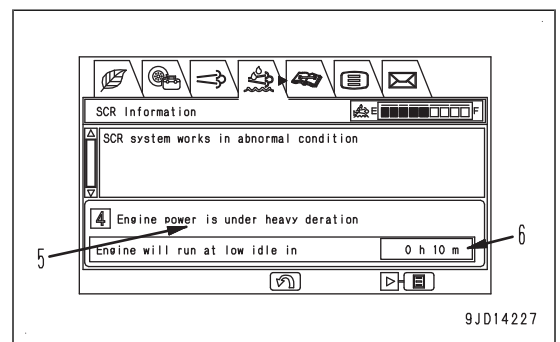 SCR Information
E F
SCR system works in abnormal condition
4 Engine power is under heavy deration
5
Engine will run at low idle in 0 h 10 m
6
9JD14227